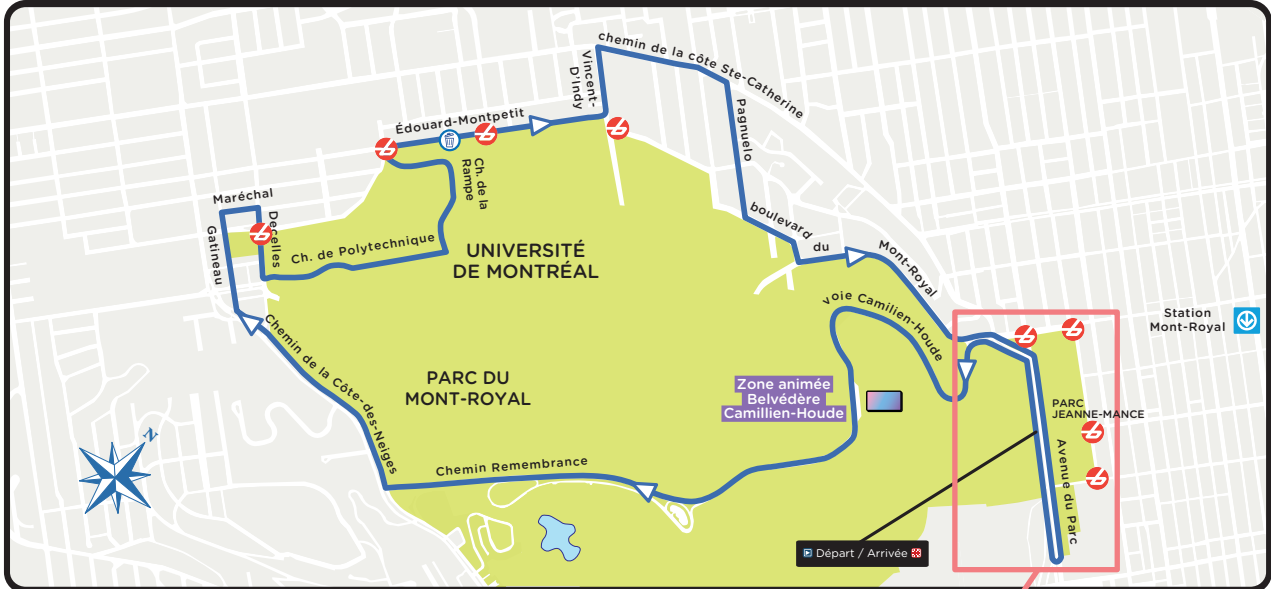 chemin de la côte Ste-Catherine
Vincent-
D'Indy
Édouard-Montpetit
Pagnuelo
Ch. de la
Rampe
Maréchal
Decelles
Gatineau
Ch. de Polytechnique
UNIVERSITÉ
DE MONTRÉAL
boulevard du Mont-Royal
voie Camilien-Houde
Station
Mont-Royal
Chemin de la Côte-des-Neiges
PARC DU
MONT-ROYAL
Zone animée
Belvédère
Camillien-Houde
PARC
JEANNE-MANCE
Avenue du Parc
N
Chemin Remembrance
Départ / Arrivée